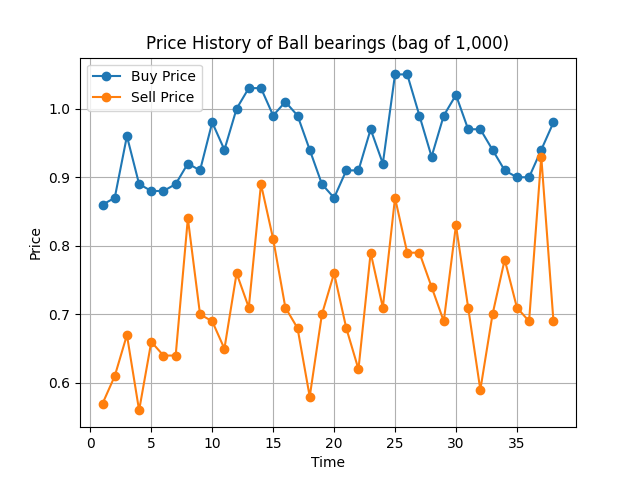 Price History of Ball bearings (bag of 1,000)
Buy Price
Sell Price
1.0
0.9
0.8
0.7
0.6
Price
0 5 10 15 20 25 30 35
Time